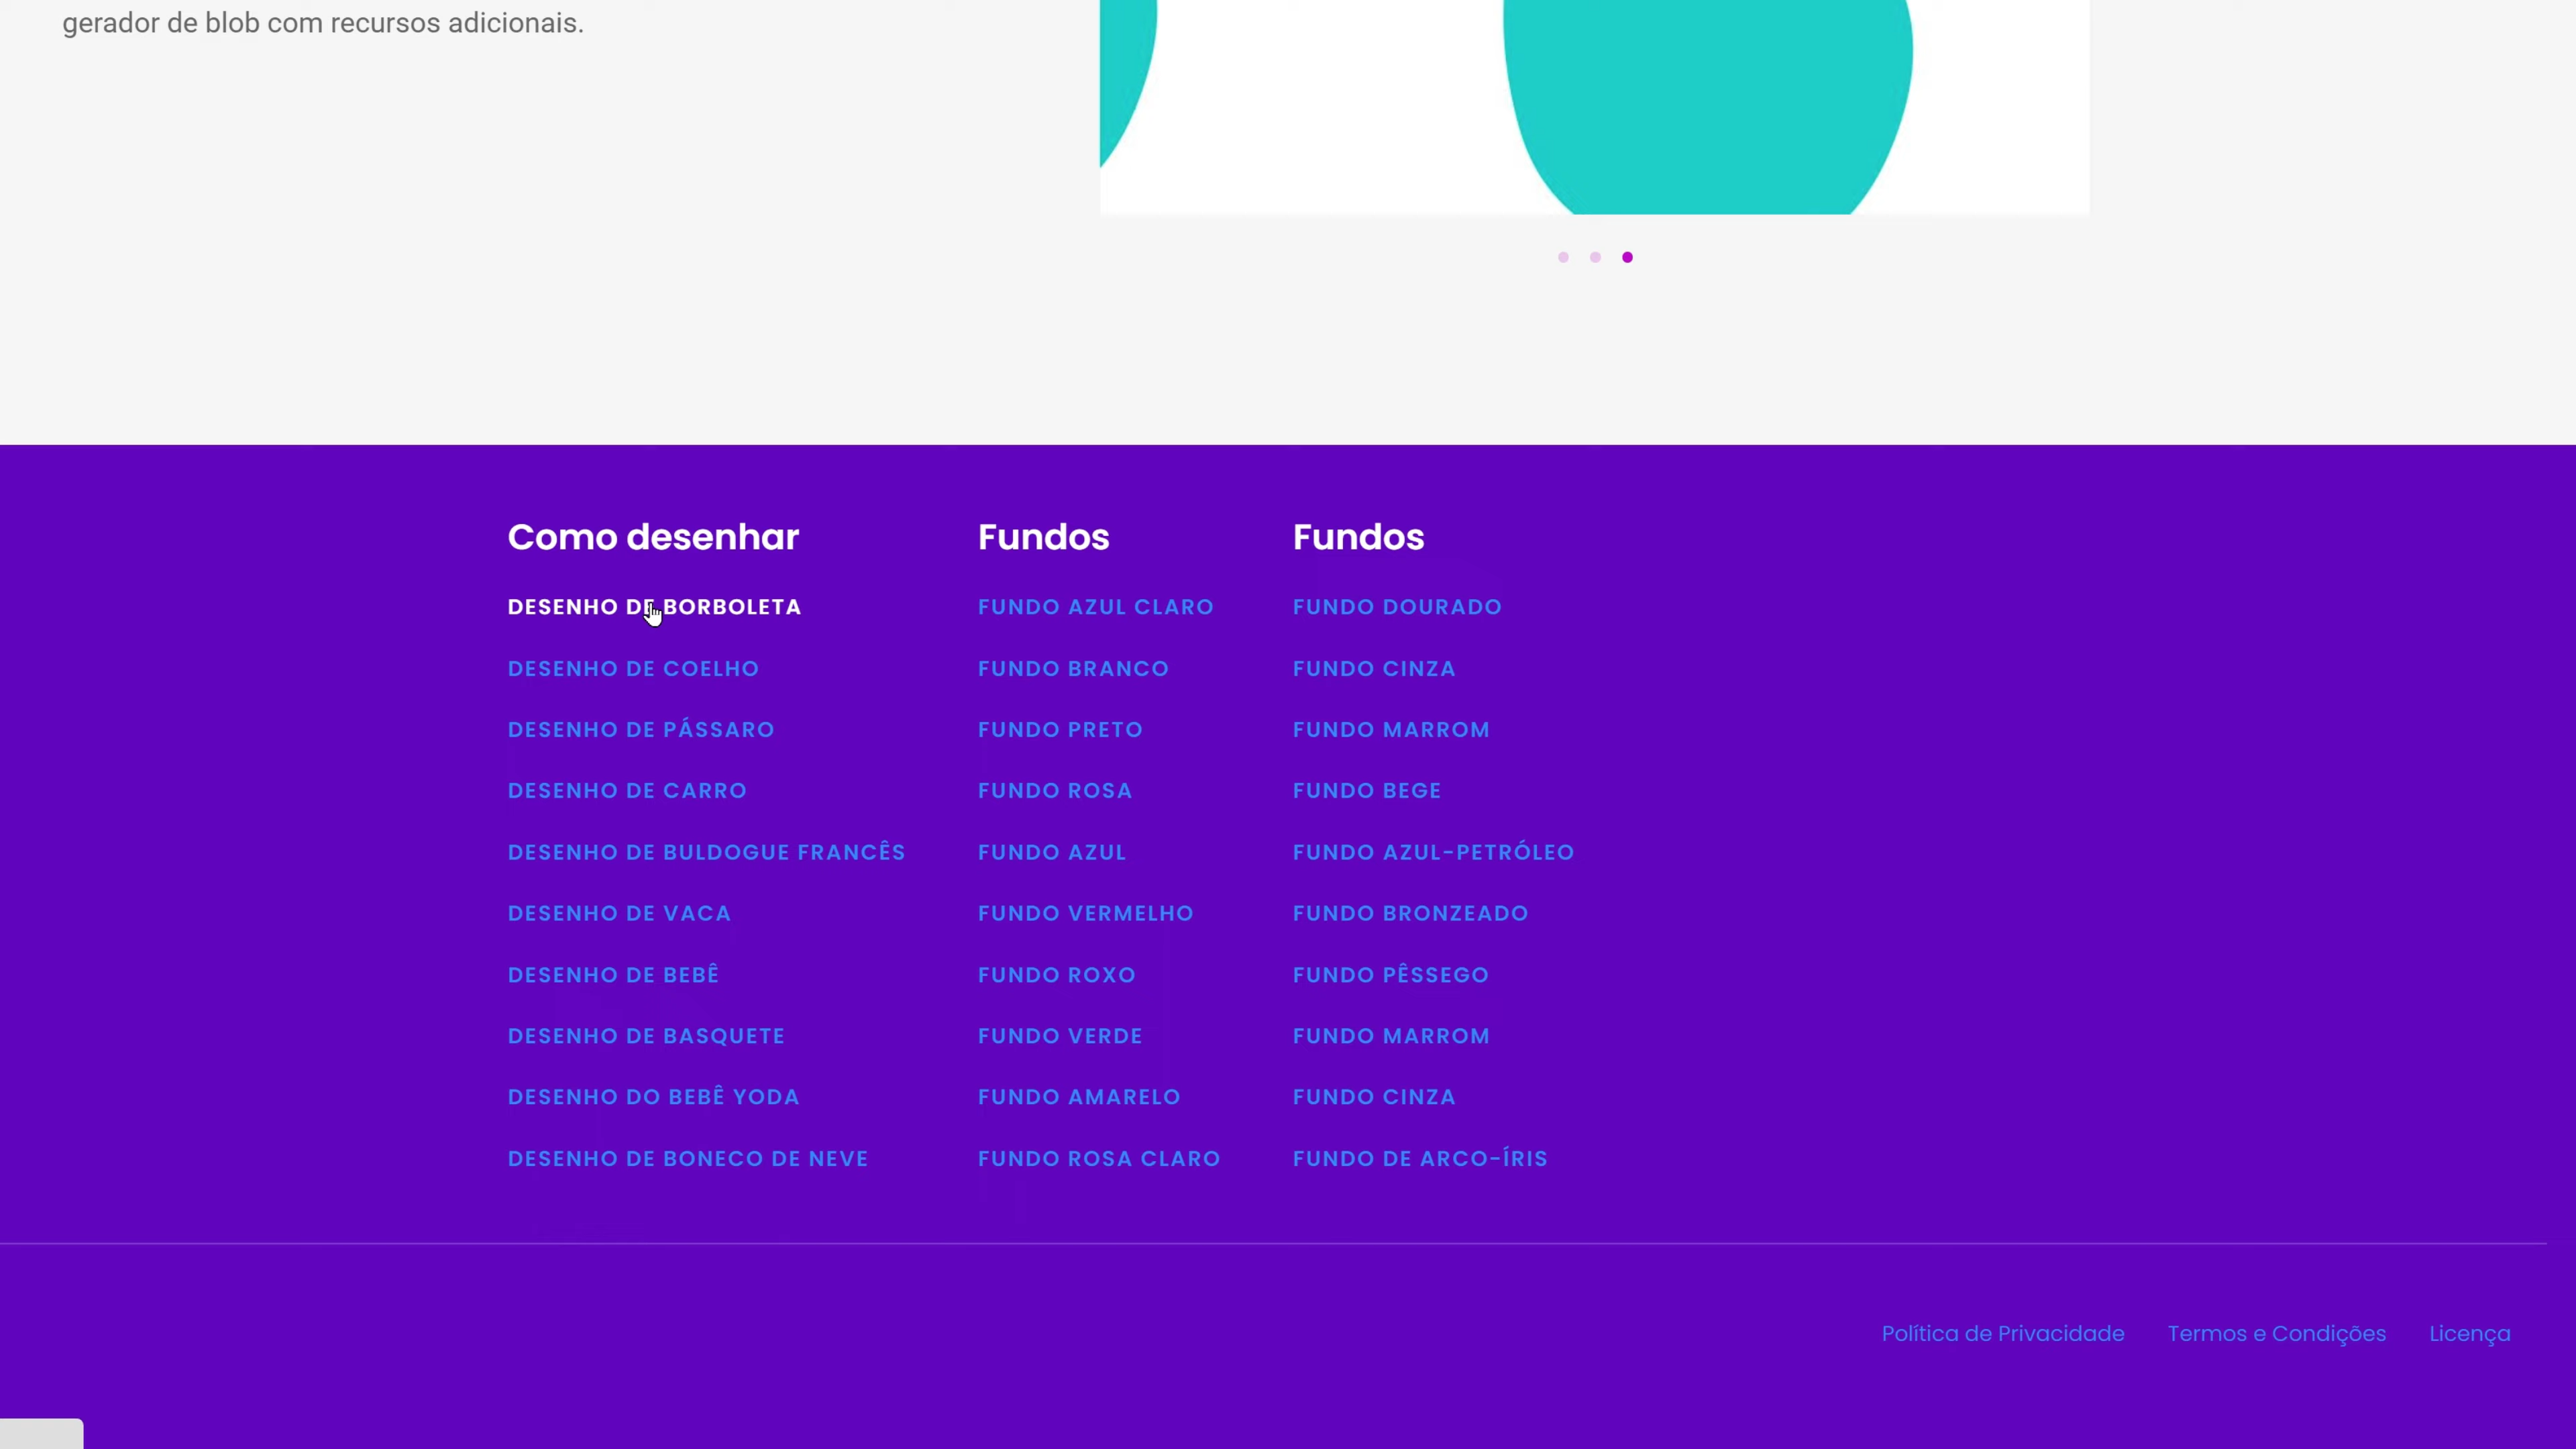 gerador de blob com recursos adicionais.
Como desenhar
DESENHO DE BORBOLETA
DESENHO DE COELHO
DESENHO DE PÁSSARO
DESENHO DE CARRO
DESENHO DE BULDOGUE FRANCÊS
DESENHO DE VACA
DESENHO DE BEBÊ
DESENHO DE BASQUETE
DESENHO DO BEBÊ YODA
DESENHO DE BONECO DE NEVE
Fundos
FUNDO AZUL CLARO
FUNDO BRANCO
FUNDO PRETO
FUNDO ROSA
FUNDO AZUL
FUNDO VERMELHO
FUNDO ROXO
FUNDO VERDE
FUNDO AMARELO
FUNDO ROSA CLARO
Fundos
FUNDO DOURADO
FUNDO CINZA
FUNDO MARROM
FUNDO BEGE
FUNDO AZUL-PETRÓLEO
FUNDO BRONZEADO
FUNDO PÊSSEGO
FUNDO MARROM
FUNDO CINZA
FUNDO DE ARCO-ÍRIS
Política de Privacidade
Termos e Condições
Licença